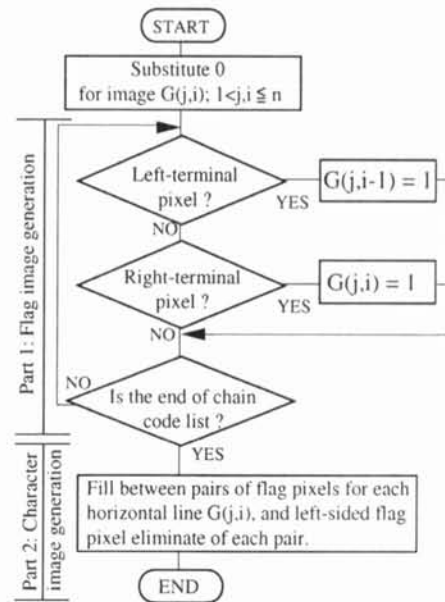 START
Substitute 0
for image G(j,i); 1<j,i ≦ n
Left-terminal
pixel ?
YES
G(j,i-1) = 1
NO
Right-terminal
pixel ?
YES
G(j,i) = 1
NO
Is the end of chain
code list ?
NO
YES
Fill between pairs of flag pixels for each
horizontal line G(j,i), and left-sided flag
pixel eliminate of each pair.
END
Part 1: Flag image generation
Part 2: Character
image generation